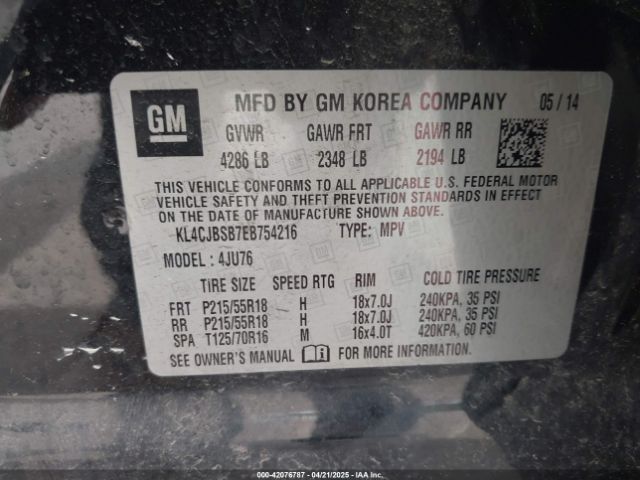 GM MFD BY GM KOREA COMPANY 05 / 14
GVWR GAWR FRT GAWR RR
4286 LB 2348 LB 2194 LB
THIS VEHICLE CONFORMS TO ALL APPLICABLE U.S. FEDERAL MOTOR
VEHICLE SAFETY AND THEFT PREVENTION STANDARDS IN EFFECT
ON THE DATE OF MANUFACTURE SHOWN ABOVE.
KL4CJBSB7EB754216 TYPE: MPV
MODEL : 4JU76
TIRE SIZE SPEED RTG RIM COLD TIRE PRESSURE
FRT P215/55R18 H 18x7.0J 240KPA, 35 PSI
RR P215/55R18 H 18x7.0J 240KPA, 35 PSI
SPA T125/70R16 M 16x4.0T 420KPA, 60 PSI
SEE OWNER'S MANUAL FOR MORE INFORMATION.
000-42076787 - 04/21/2025 - IAA Inc.